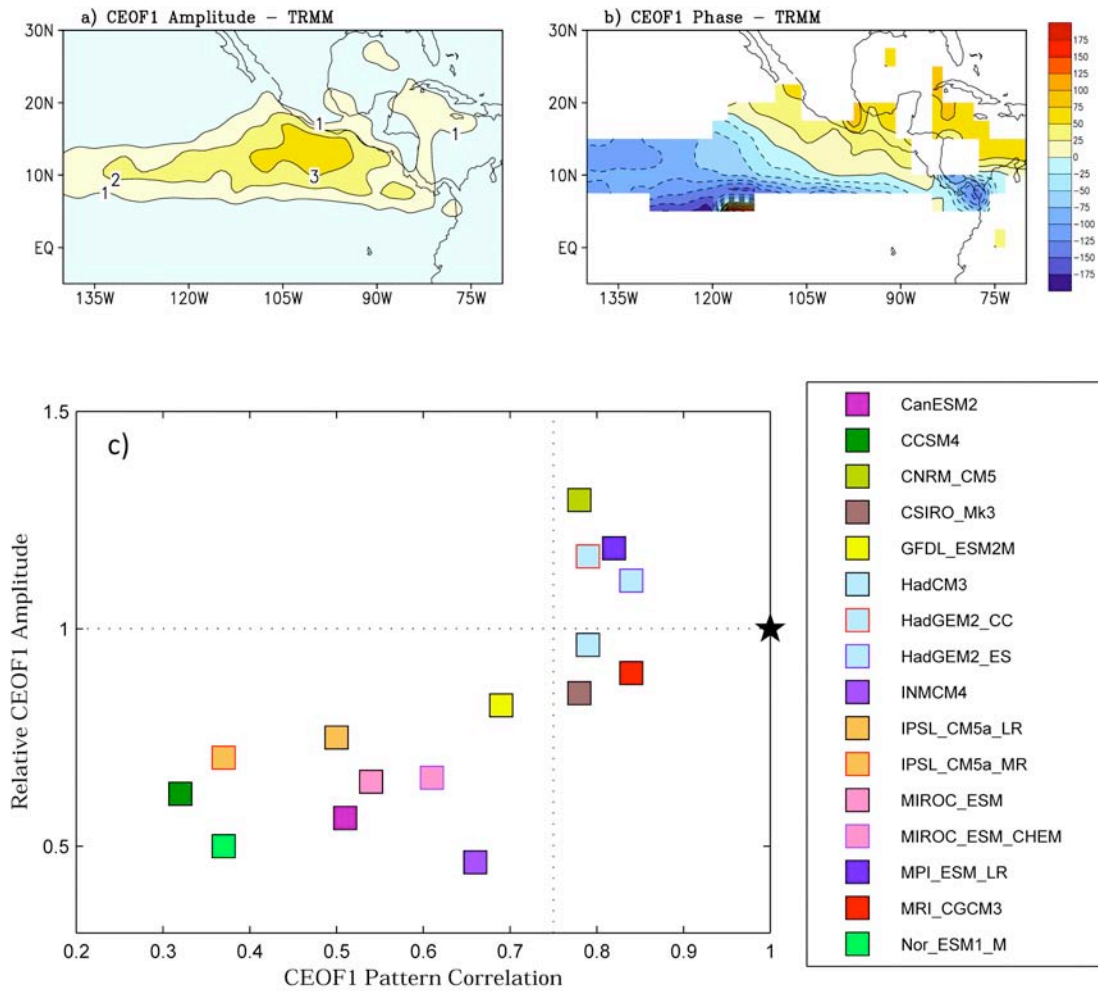 a) CEOF1 Amplitude – TRMM
b) CEOF1 Phase – TRMM
30N
20N
10N
EQ
1
1
2
3
1
135W
120W
105W
90W
75W
30N
20N
10N
EQ
135W
120W
105W
90W
75W
175
150
125
100
75
50
25
0
-25
-50
-75
-100
-125
-150
-175
c)
Relative CEOF1 Amplitude
1.5
1
0.5
0.2
0.3
0.4
0.5
0.6
0.7
0.8
0.9
1
CEOF1 Pattern Correlation
CanESM2
CCSM4
CNRM_CM5
CSIRO_Mk3
GFDL_ESM2M
HadCM3
HadGEM2_CC
HadGEM2_ES
INMCM4
IPSL_CM5a_LR
IPSL_CM5a_MR
MIROC_ESM
MIROC_ESM_CHEM
MPI_ESM_LR
MRI_CGCM3
Nor_ESM1_M